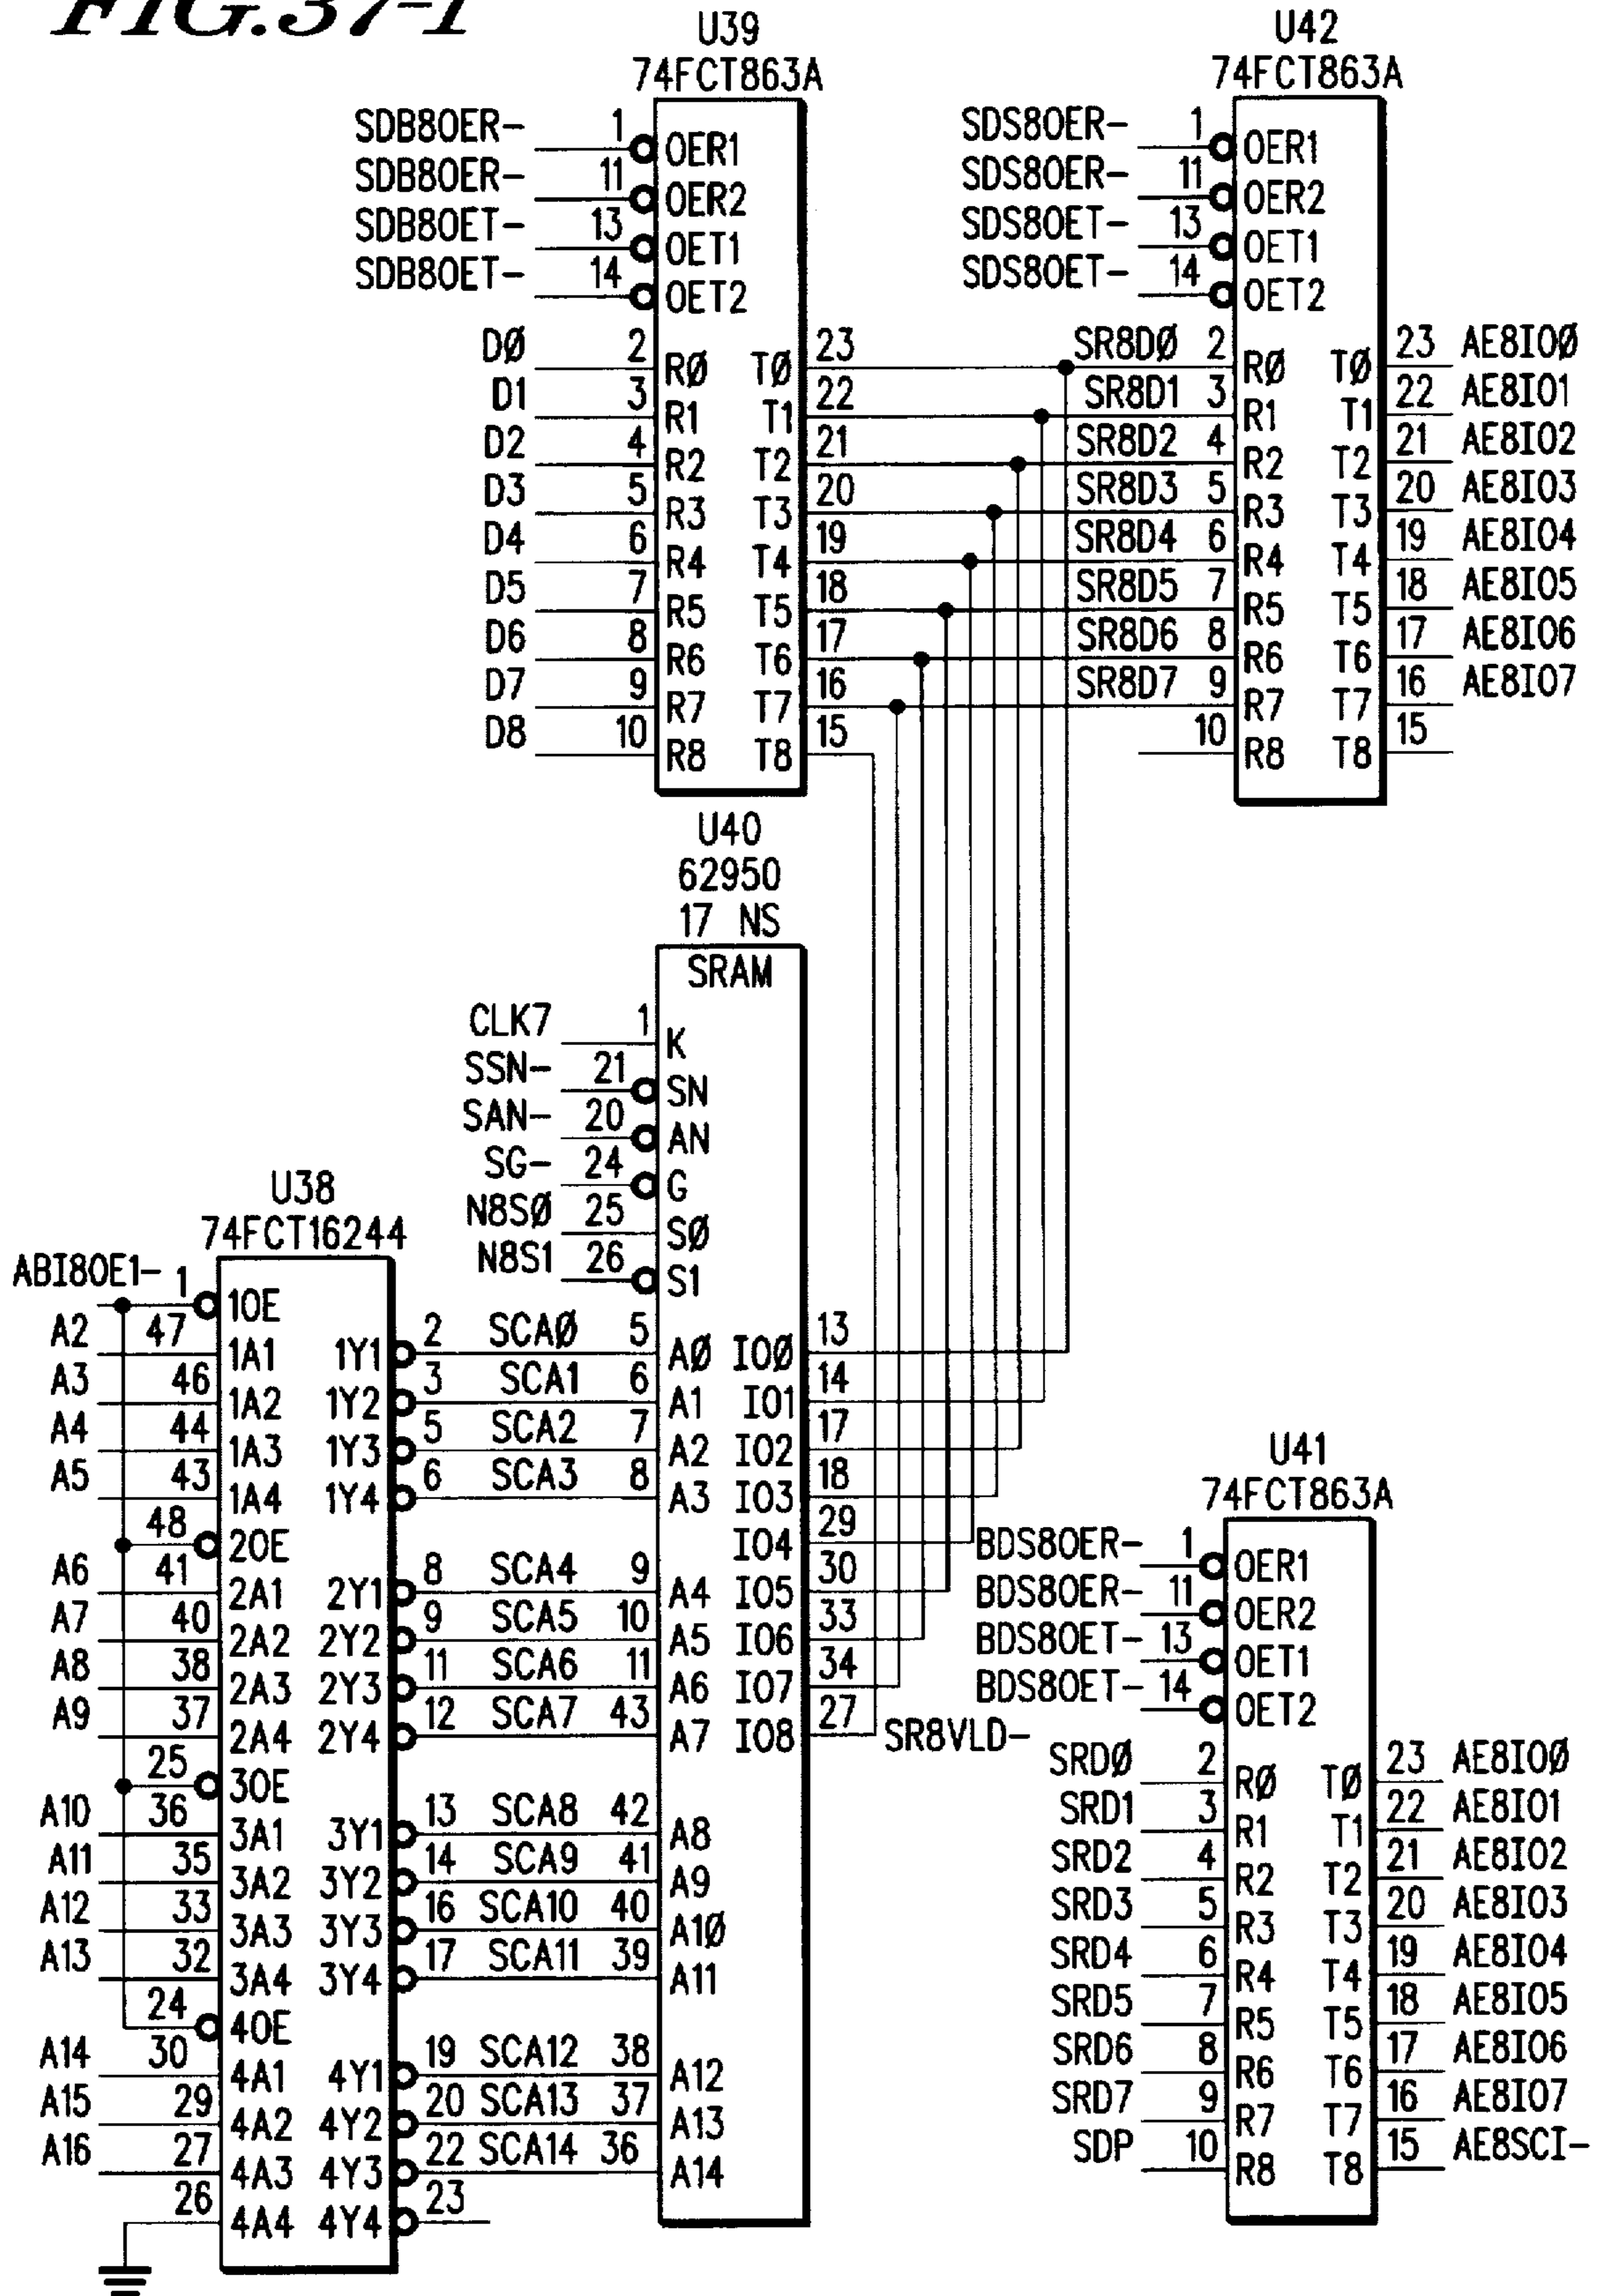 FIG.37-1
U39
74FCT863A
SDB8OER- 1 OER1
SDB8OER- 11 OER2
SDB8OET- 13 OET1
SDB8OET- 14 OET2
DØ 2 RØ TØ 23
D1 3 R1 T1 22
D2 4 R2 T2 21
D3 5 R3 T3 20
D4 6 R4 T4 19
D5 7 R5 T5 18
D6 8 R6 T6 17
D7 9 R7 T7 16
D8 10 R8 T8 15
U42
74FCT863A
SDS8OER- 1 OER1
SDS8OER- 11 OER2
SDS8OET- 13 OET1
SDS8OET- 14 OET2
SR8DØ 2 RØ TØ 23 AE8IOØ
SR8D1 3 R1 T1 22 AE8IO1
SR8D2 4 R2 T2 21 AE8IO2
SR8D3 5 R3 T3 20 AE8IO3
SR8D4 6 R4 T4 19 AE8IO4
SR8D5 7 R5 T5 18 AE8IO5
SR8D6 8 R6 T6 17 AE8IO6
SR8D7 9 R7 T7 16 AE8IO7
10 R8 T8 15
U40
62950
17 NS
SRAM
CLK7 1 K
SSN- 21 SN
SAN- 20 AN
SG- 24 G
N8SØ 25 SØ
N8S1 26 S1
SCAØ 5 AØ IOØ 13
SCA1 6 A1 IO1 14
SCA2 7 A2 IO2 17
SCA3 8 A3 IO3 18
IO4 29
SCA4 9 A4 IO5 30
SCA5 10 A5 IO6 33
SCA6 11 A6 IO7 34
SCA7 43 A7 IO8 27 SR8VLD-
SCA8 42 A8
SCA9 41 A9
SCA10 40 A1Ø
SCA11 39 A11
SCA12 38 A12
SCA13 37 A13
SCA14 36 A14
U38
74FCT16244
ABI8OE1- 1 1OE
A2 47 1A1 1Y1 2
A3 46 1A2 1Y2 3
A4 44 1A3 1Y3 5
A5 43 1A4 1Y4 6
48 2OE
A6 41 2A1 2Y1 8
A7 40 2A2 2Y2 9
A8 38 2A3 2Y3 11
A9 37 2A4 2Y4 12
25 3OE
A10 36 3A1 3Y1 13
A11 35 3A2 3Y2 14
A12 33 3A3 3Y3 16
A13 32 3A4 3Y4 17
24 4OE
A14 30 4A1 4Y1 19
A15 29 4A2 4Y2 20
A16 27 4A3 4Y3 22
26 4A4 4Y4 23
U41
74FCT863A
BDS8OER- 1 OER1
BDS8OER- 11 OER2
BDS8OET- 13 OET1
BDS8OET- 14 OET2
SRDØ 2 RØ TØ 23 AE8IOØ
SRD1 3 R1 T1 22 AE8IO1
SRD2 4 R2 T2 21 AE8IO2
SRD3 5 R3 T3 20 AE8IO3
SRD4 6 R4 T4 19 AE8IO4
SRD5 7 R5 T5 18 AE8IO5
SRD6 8 R6 T6 17 AE8IO6
SRD7 9 R7 T7 16 AE8IO7
SDP 10 R8 T8 15 AE8SCI-